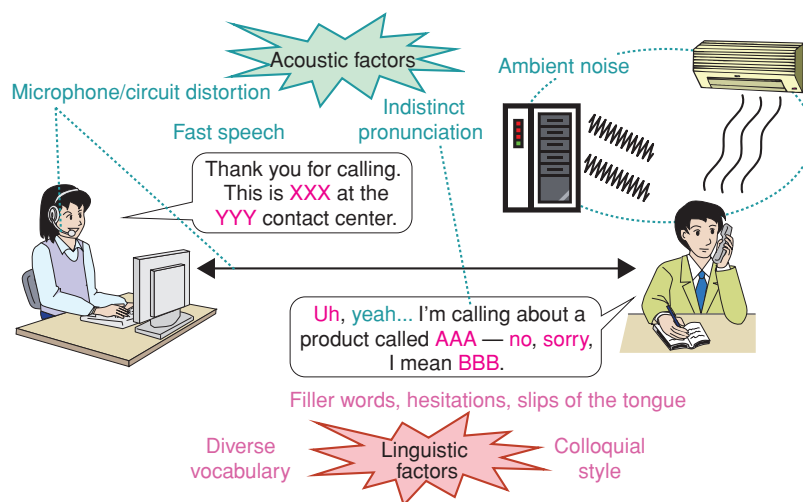 Acoustic factors
Ambient noise
Microphone/circuit distortion
Indistinct
pronunciation
Fast speech
Thank you for calling.
This is XXX at the
YYY contact center.
Uh, yeah... I'm calling about a
product called AAA — no, sorry,
I mean BBB.
Filler words, hesitations, slips of the tongue
Diverse
vocabulary
Linguistic
factors
Colloquial
style